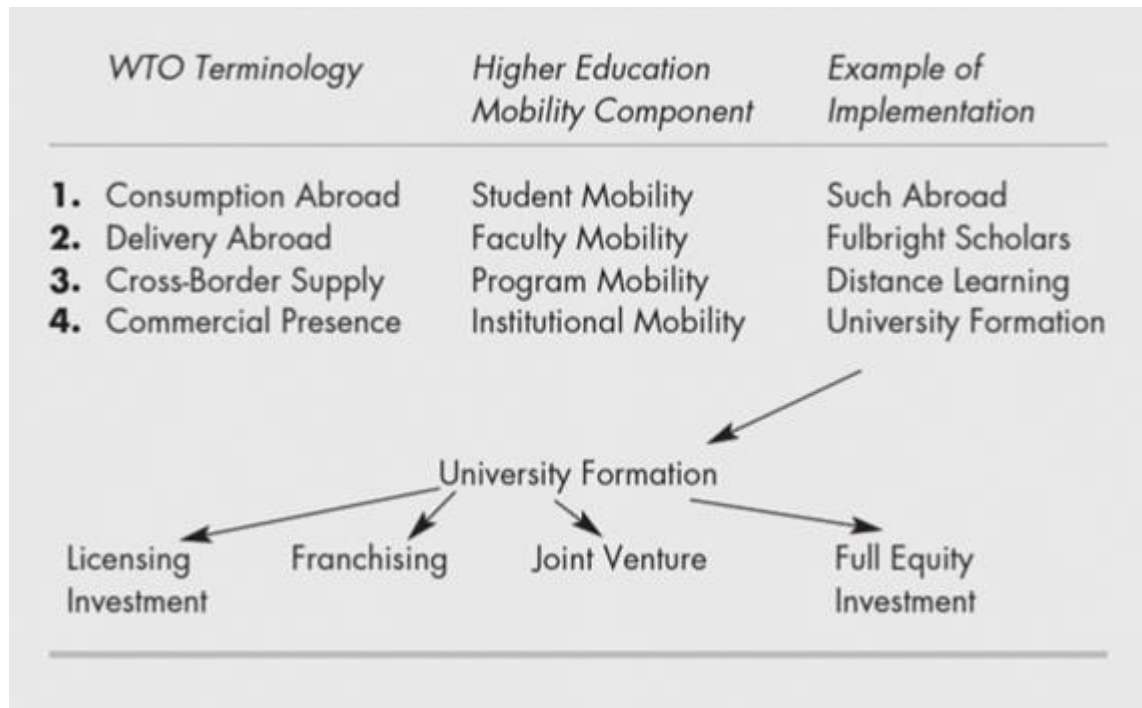 WTO Terminology Higher Education Example of
Mobility Component Implementation
1. Consumption Abroad Student Mobility Such Abroad
2. Delivery Abroad Faculty Mobility Fulbright Scholars
3. Cross-Border Supply Program Mobility Distance Learning
4. Commercial Presence Institutional Mobility University Formation
University Formation
Licensing Franchising Joint Venture Full Equity
Investment Investment